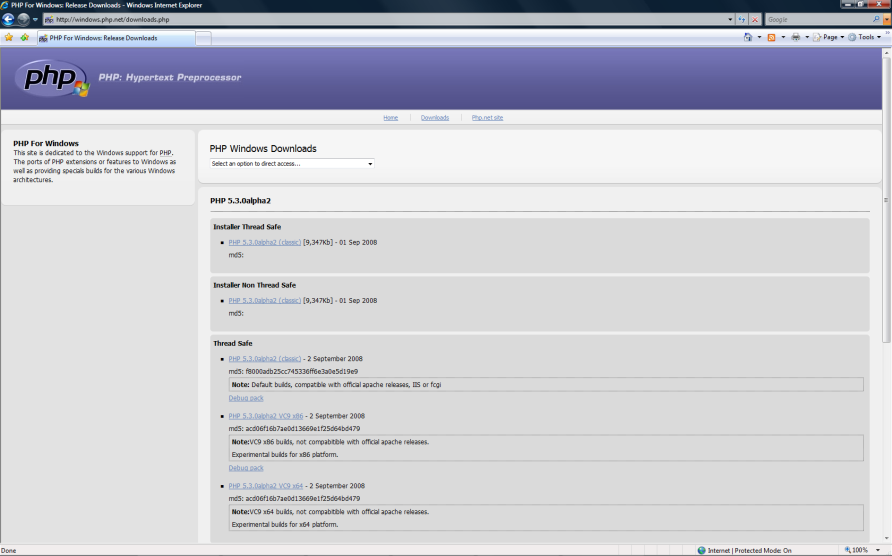 PHP For Windows: Release Downloads - Windows Internet Explorer
http://windows.php.net/downloads.php
Google
PHP For Windows: Release Downloads
Page
Tools
php
PHP: Hypertext Preprocessor
Home
Downloads
Php.net site
PHP For Windows
This site is dedicated to the Windows support for PHP.
The ports of PHP extensions or features to Windows as
well as providing specials builds for the various Windows
architectures.
PHP Windows Downloads
Select an option to direct access...
PHP 5.3.0alpha2
Installer Thread Safe
PHP 5.3.0alpha2 (classic) [9,347Kb] - 01 Sep 2008
md5:
Installer Non Thread Safe
PHP 5.3.0alpha2 (classic) [9,347Kb] - 01 Sep 2008
md5:
Thread Safe
PHP 5.3.0alpha2 (classic) - 2 September 2008
md5: f8000adb25cc745336ff6e3a0e5d19e9
Note: Default builds, compatible with official apache releases, IIS or fcgi
Debug pack
PHP 5.3.0alpha2 VC9 x86 - 2 September 2008
md5: acd06f16b7ae0d13669e1f25d64bd479
Note:VC9 x86 builds, not compabitible with official apache releases.
Experimental builds for x86 platform.
Debug pack
PHP 5.3.0alpha2 VC9 x64 - 2 September 2008
md5: acd06f16b7ae0d13669e1f25d64bd479
Note:VC9 x64 builds, not compabitible with official apache releases.
Experimental builds for x64 platform.
Done
Internet | Protected Mode: On
100%